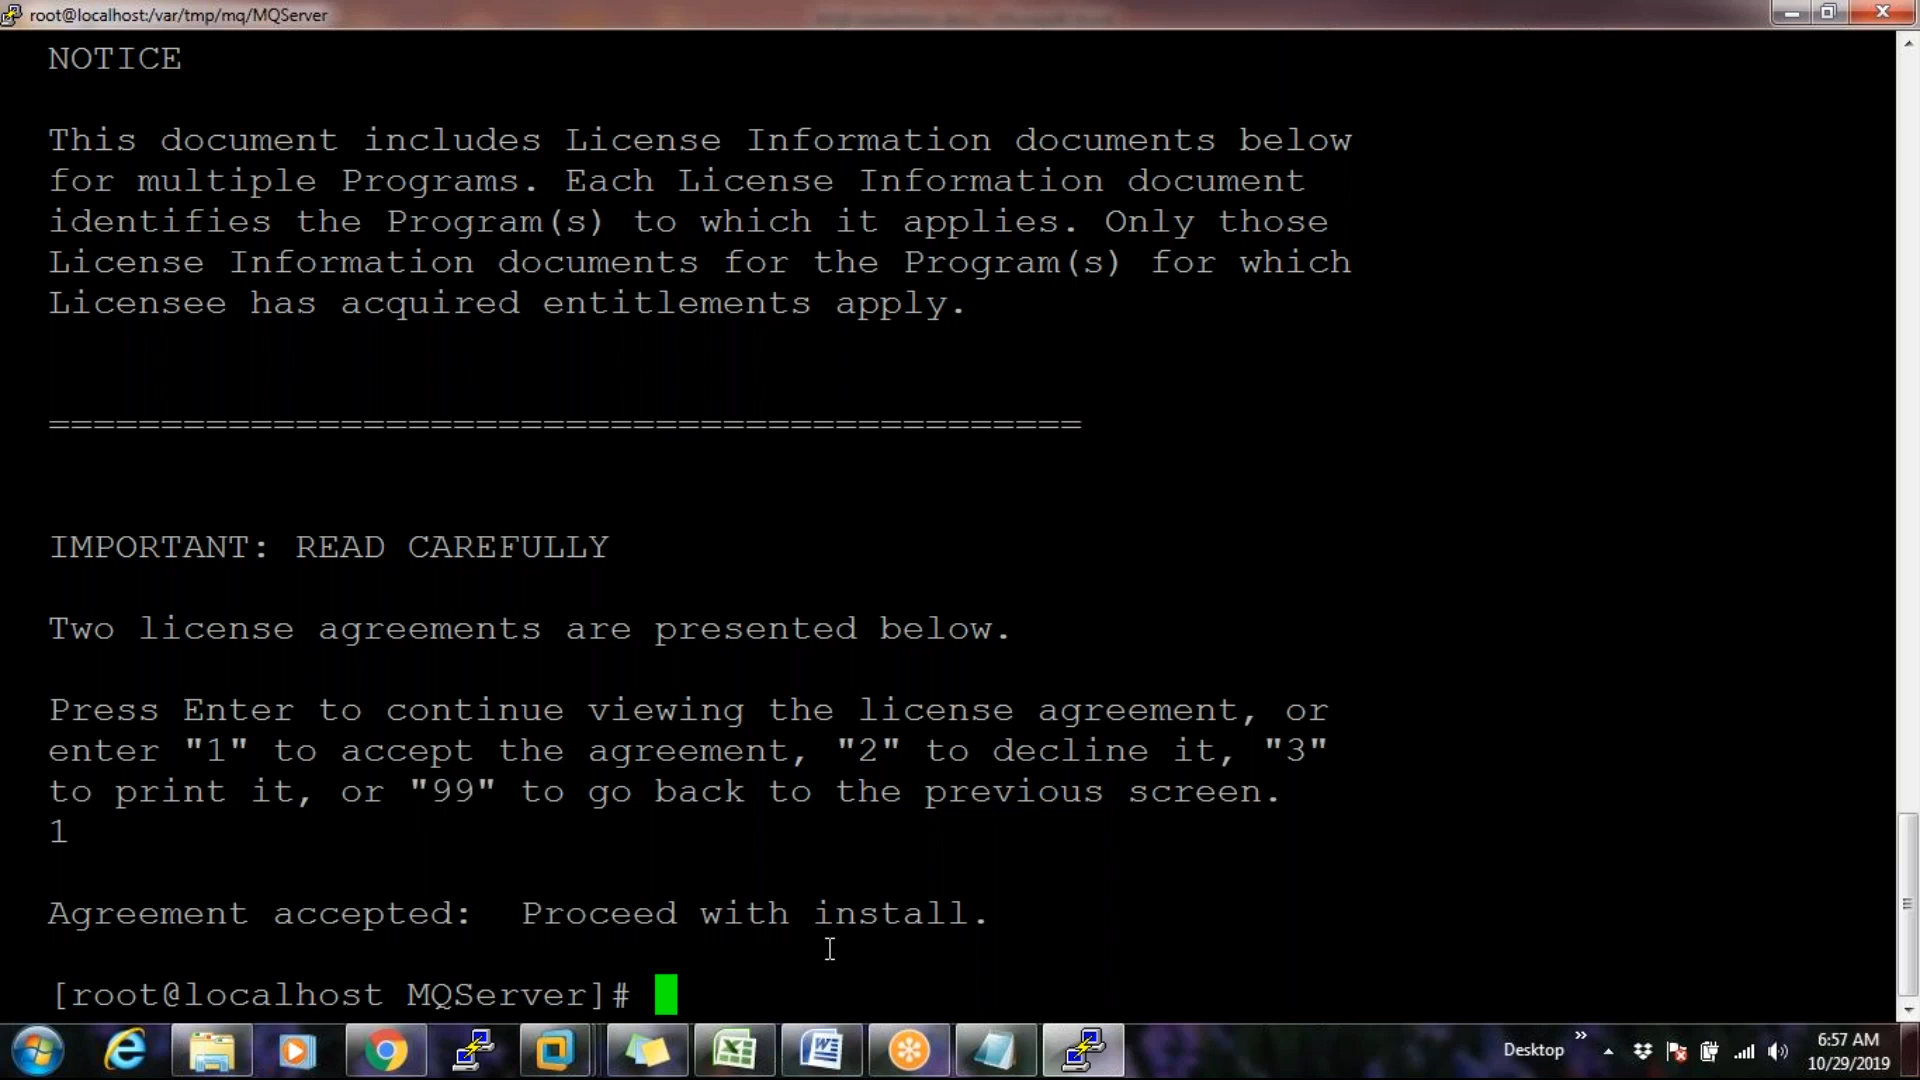 root@localhost:/var/tmp/mq/MQServer
NOTICE
This document includes License Information documents below
for multiple Programs. Each License Information document
identifies the Program(s) to which it applies. Only those
License Information documents for the Program(s) for which
Licensee has acquired entitlements apply.
==============================================
IMPORTANT: READ CAREFULLY
Two license agreements are presented below.
Press Enter to continue viewing the license agreement, or
enter "1" to accept the agreement, "2" to decline it, "3"
to print it, or "99" to go back to the previous screen.
1
Agreement accepted:  Proceed with install.
[root@localhost MQServer]#
Desktop
6:57 AM
10/29/2019